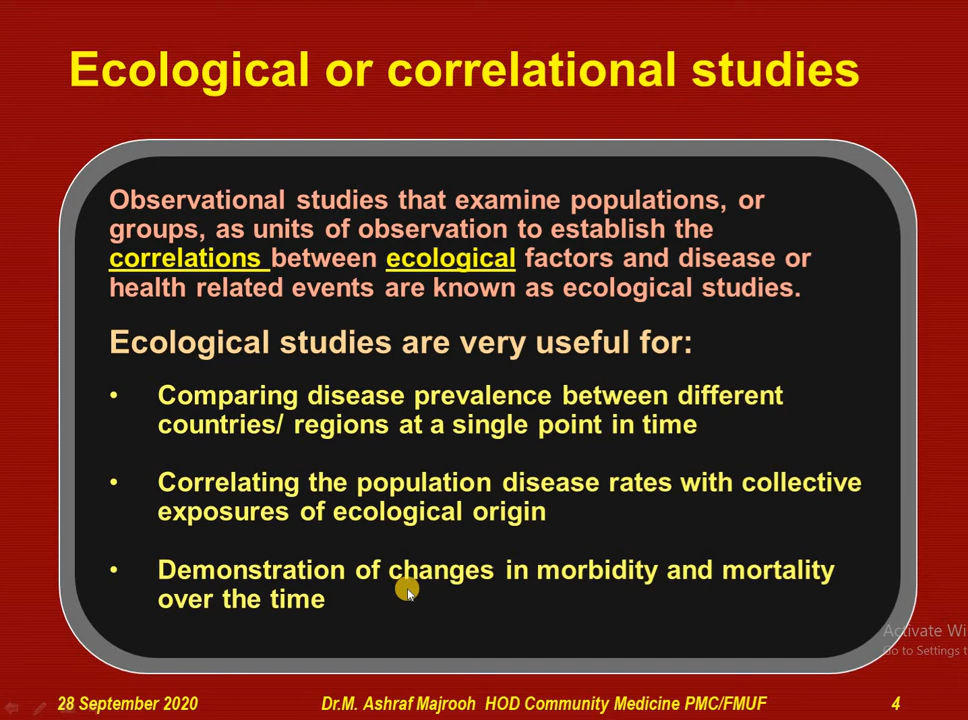 Ecological or correlational studies
Observational studies that examine populations, or
groups, as units of observation to establish the
correlations between ecological factors and disease or
health related events are known as ecological studies.
Ecological studies are very useful for:
• Comparing disease prevalence between different
countries/ regions at a single point in time
• Correlating the population disease rates with collective
exposures of ecological origin
• Demonstration of changes in morbidity and mortality
over the time
Activate Wi
Go to Settings t
28 September 2020 Dr.M. Ashraf Majrooh HOD Community Medicine PMC/FMUF 4